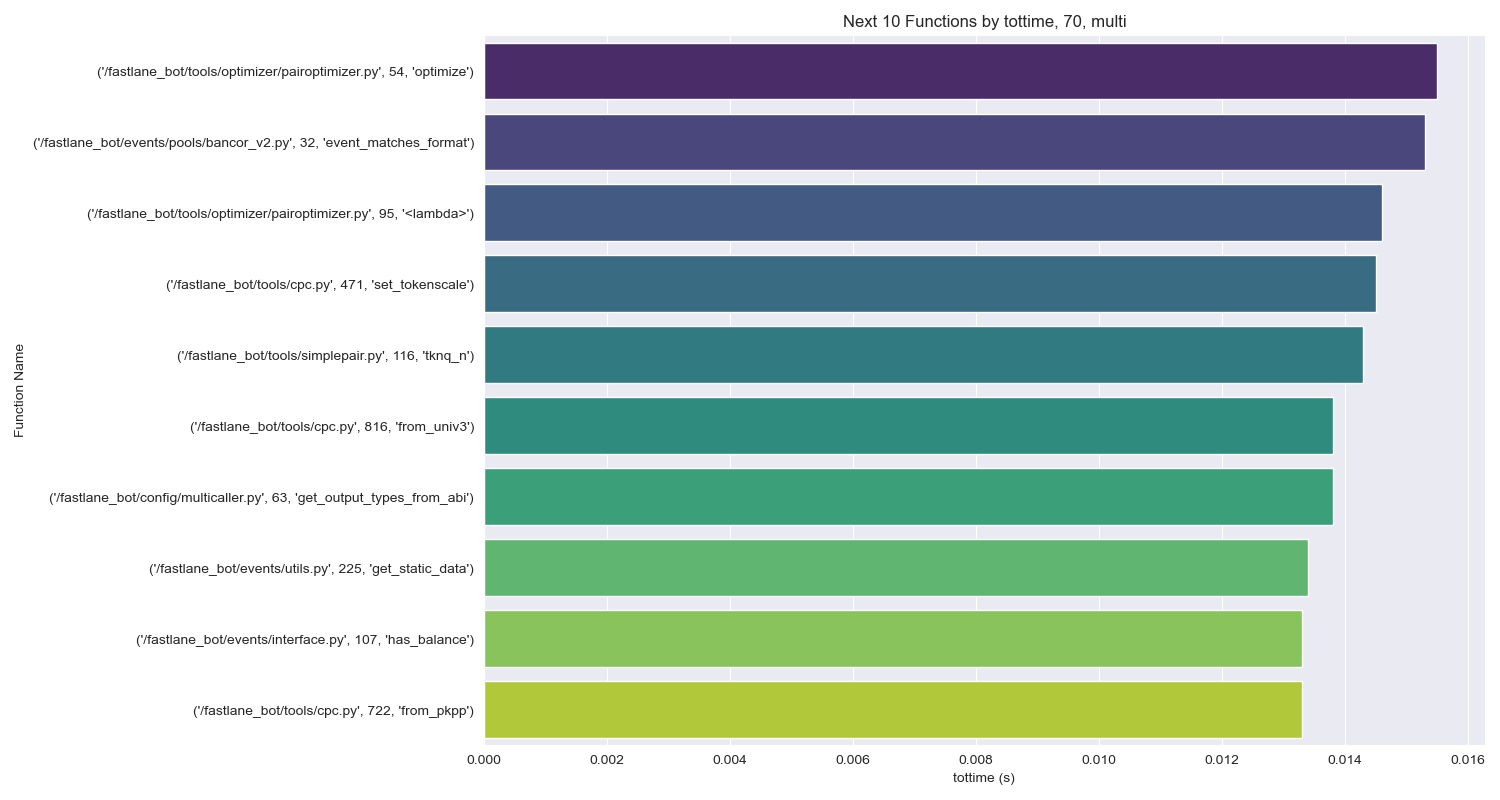 Next 10 Functions by tottime, 70, multi
('/fastlane_bot/tools/optimizer/pairoptimizer.py', 54, 'optimize')
('/fastlane_bot/events/pools/bancor_v2.py', 32, 'event_matches_format')
('/fastlane_bot/tools/optimizer/pairoptimizer.py', 95, '<lambda>')
('/fastlane_bot/tools/cpc.py', 471, 'set_tokenscale')
('/fastlane_bot/tools/simplepair.py', 116, 'tknq_n')
('/fastlane_bot/tools/cpc.py', 816, 'from_univ3')
('/fastlane_bot/config/multicaller.py', 63, 'get_output_types_from_abi')
('/fastlane_bot/events/utils.py', 225, 'get_static_data')
('/fastlane_bot/events/interface.py', 107, 'has_balance')
('/fastlane_bot/tools/cpc.py', 722, 'from_pkpp')
Function Name
0.000 0.002 0.004 0.006 0.008 0.010 0.012 0.014 0.016
tottime (s)